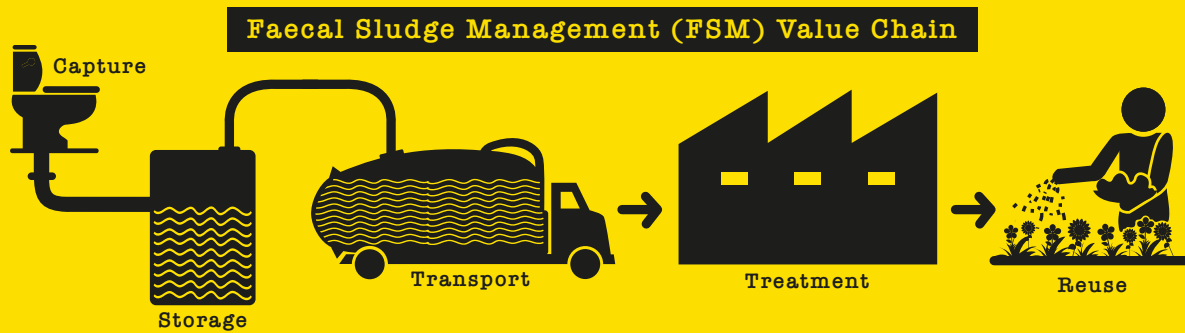 Faecal Sludge Management (FSM) Value Chain
Capture
Storage
Transport
Treatment
Reuse